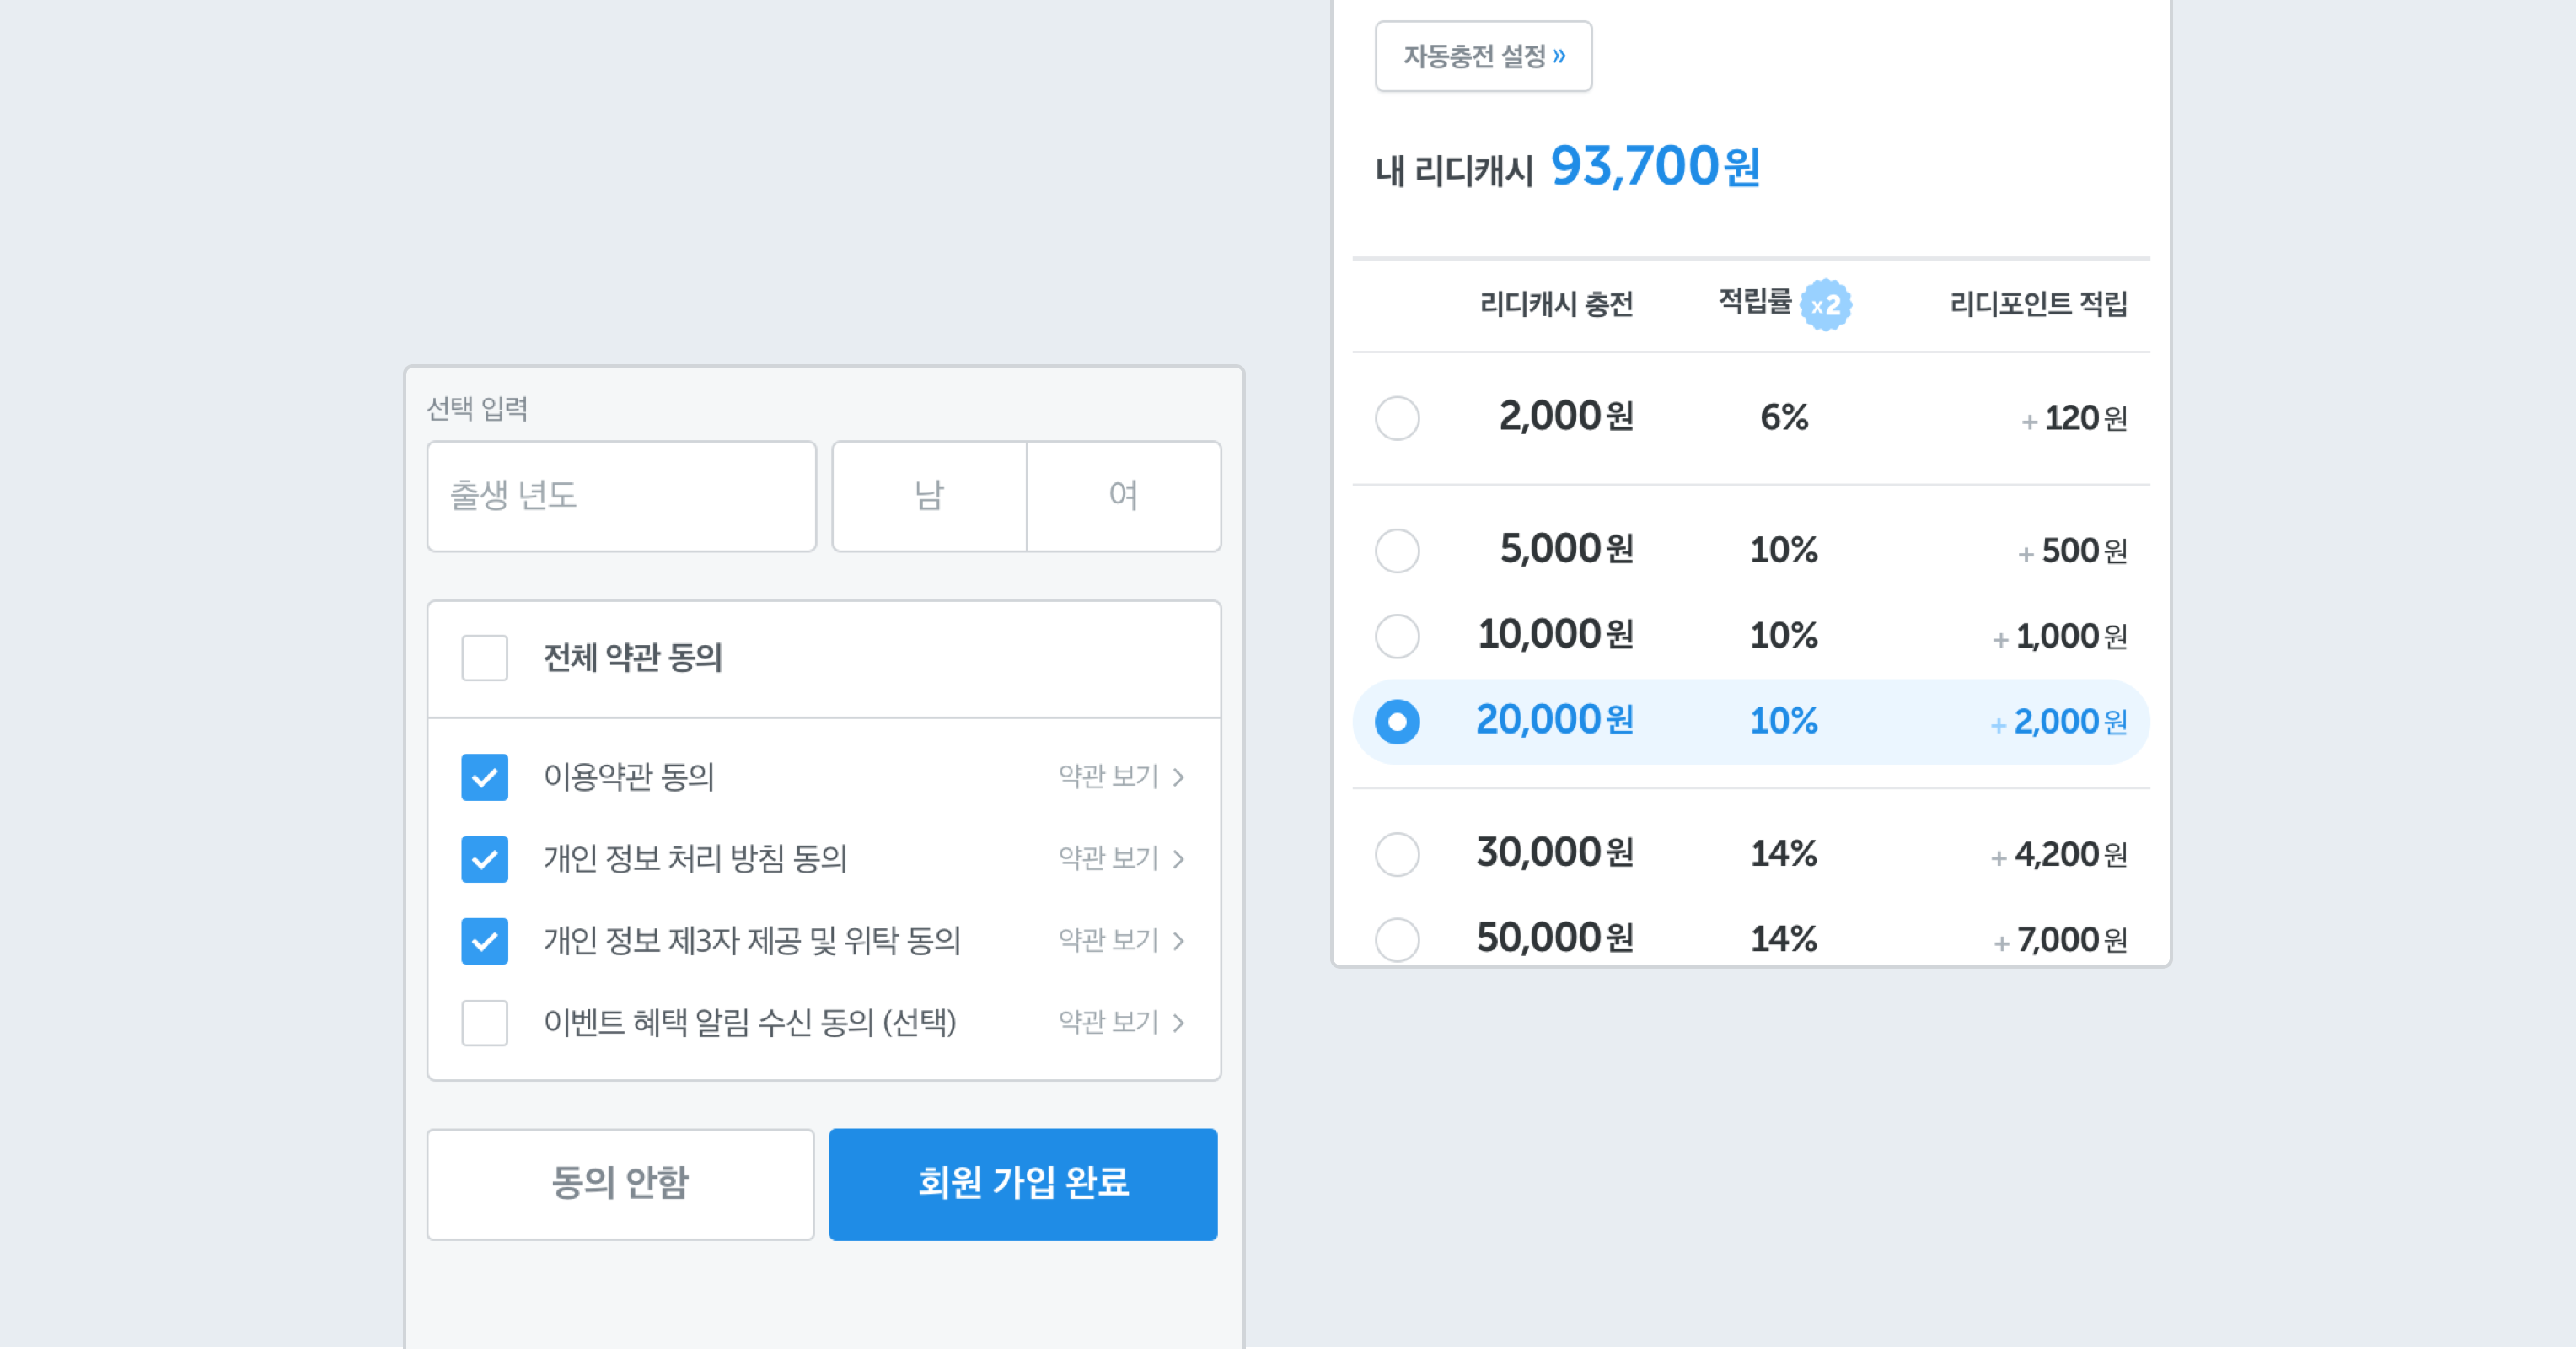 선택 입력
출생 년도 남 여
전체 약관 동의
이용약관 동의 약관 보기 >
개인 정보 처리 방침 동의 약관 보기 >
개인 정보 제3자 제공 및 위탁 동의 약관 보기 >
이벤트 혜택 알림 수신 동의 (선택) 약관 보기 >
동의 안함 회원 가입 완료
자동충전 설정 »
내 리디캐시 93,700원
리디캐시 충전 적립률 x2 리디포인트 적립
2,000원 6% + 120원
5,000원 10% + 500원
10,000원 10% + 1,000원
20,000원 10% + 2,000원
30,000원 14% + 4,200원
50,000원 14% + 7,000원